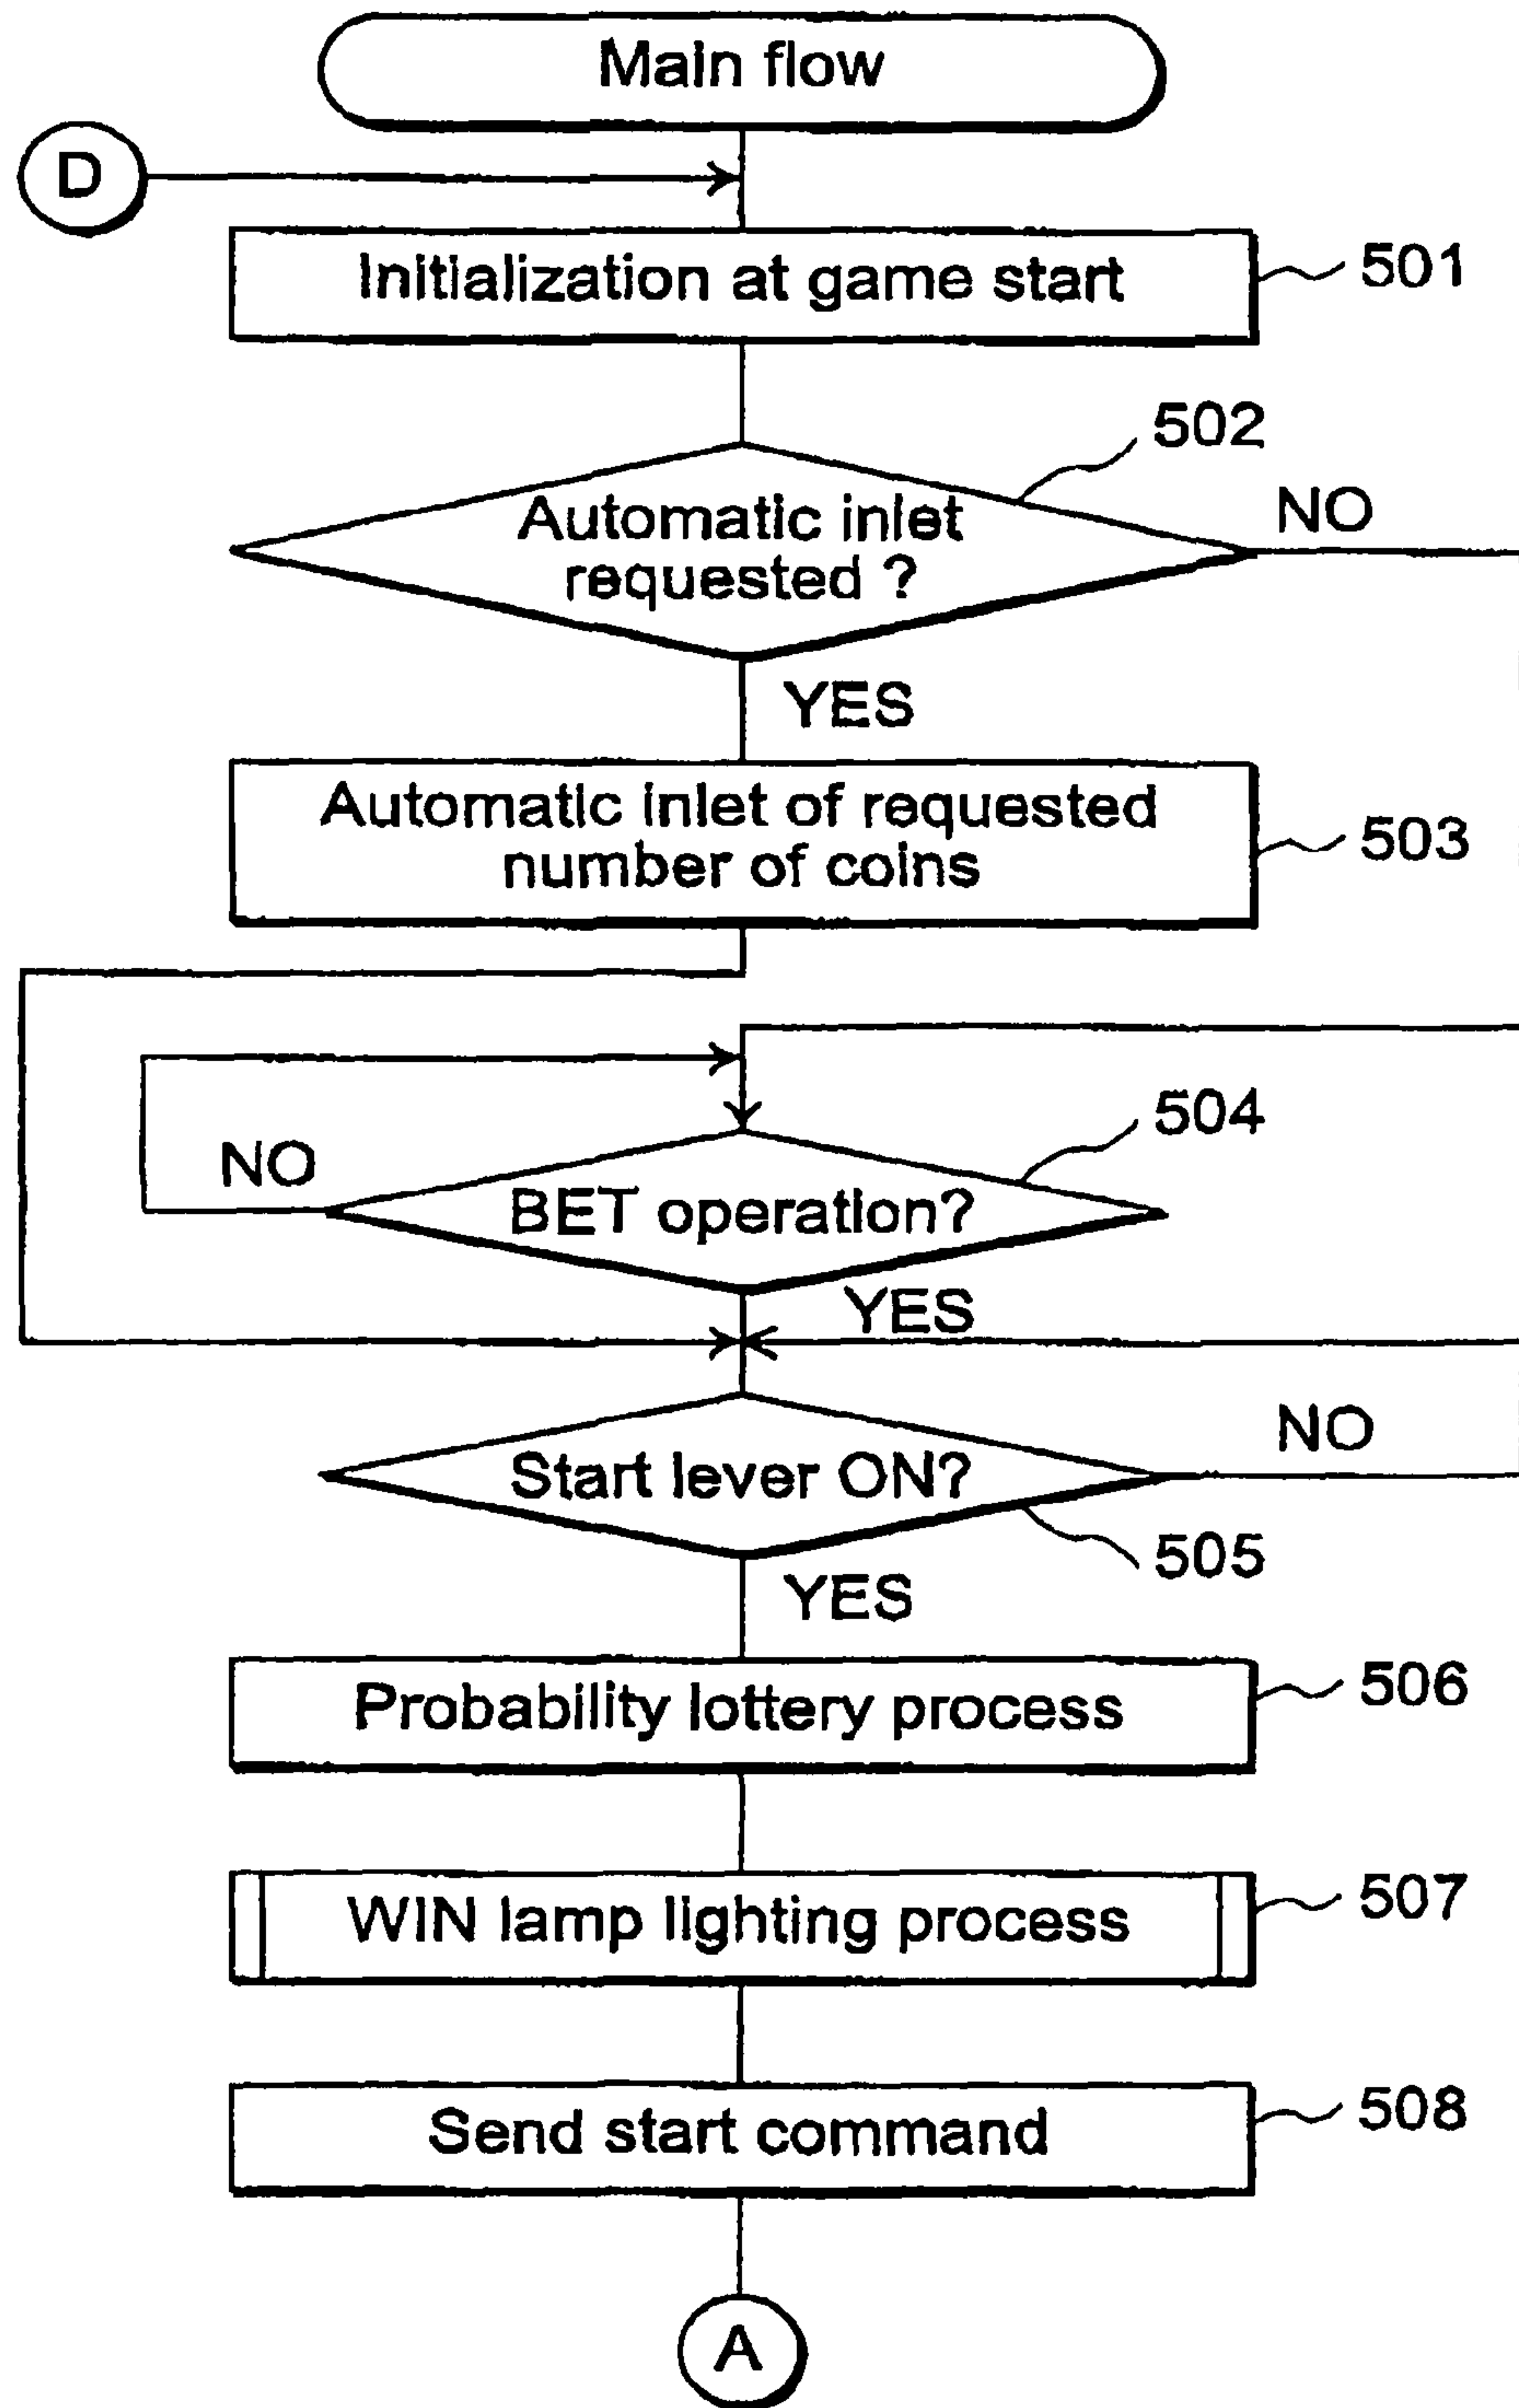 Main flow
D
Initialization at game start
501
502
Automatic inlet
requested ?
NO
YES
Automatic inlet of requested
number of coins
503
504
NO
BET operation?
YES
Start lever ON?
NO
505
YES
Probability lottery process
506
WIN lamp lighting process
507
Send start command
508
A